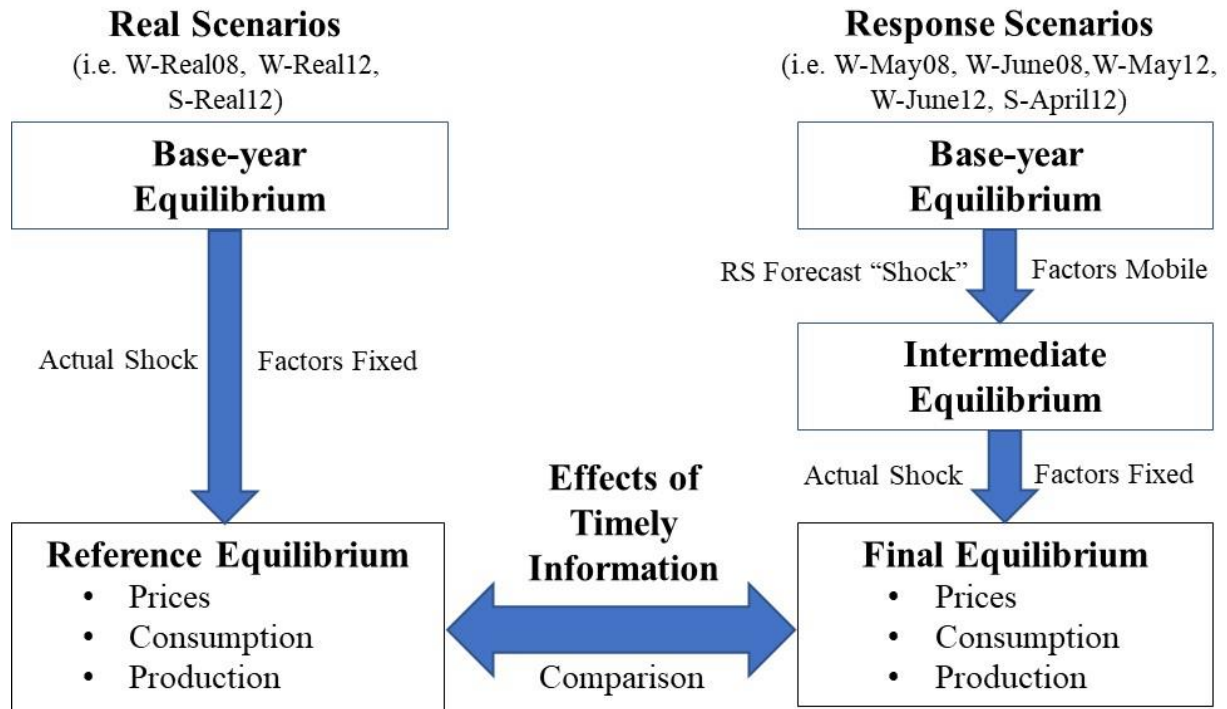 Real Scenarios
(i.e. W-Real08, W-Real12,
S-Real12)
Base-year
Equilibrium
Actual Shock
Factors Fixed
Reference Equilibrium
• Prices
• Consumption
• Production
Effects of
Timely
Information
Comparison
Response Scenarios
(i.e. W-May08, W-June08,W-May12,
W-June12, S-April12)
Base-year
Equilibrium
RS Forecast “Shock”
Factors Mobile
Intermediate
Equilibrium
Actual Shock
Factors Fixed
Final Equilibrium
• Prices
• Consumption
• Production